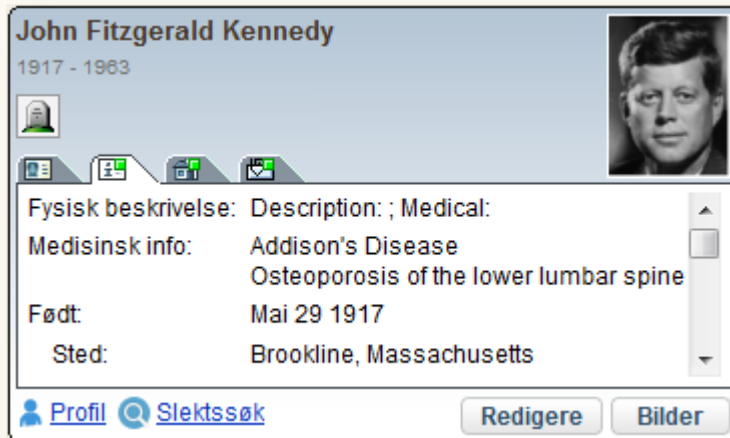 John Fitzgerald Kennedy
1917 - 1963
Fysisk beskrivelse: Description: ; Medical:
Medisinsk info: Addison's Disease
Osteoporosis of the lower lumbar spine
Født: Mai 29 1917
Sted: Brookline, Massachusetts
Profil Slektssøk Redigere Bilder